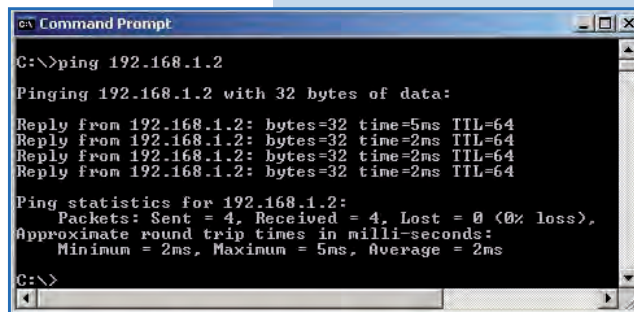 Command Prompt
C:\>ping 192.168.1.2
Pinging 192.168.1.2 with 32 bytes of data:
Reply from 192.168.1.2: bytes=32 time=5ms TTL=64
Reply from 192.168.1.2: bytes=32 time=2ms TTL=64
Reply from 192.168.1.2: bytes=32 time=2ms TTL=64
Reply from 192.168.1.2: bytes=32 time=2ms TTL=64
Ping statistics for 192.168.1.2:
Packets: Sent = 4, Received = 4, Lost = 0 (0% loss),
Approximate round trip times in milli-seconds:
Minimum = 2ms, Maximum = 5ms, Average = 2ms
C:\>